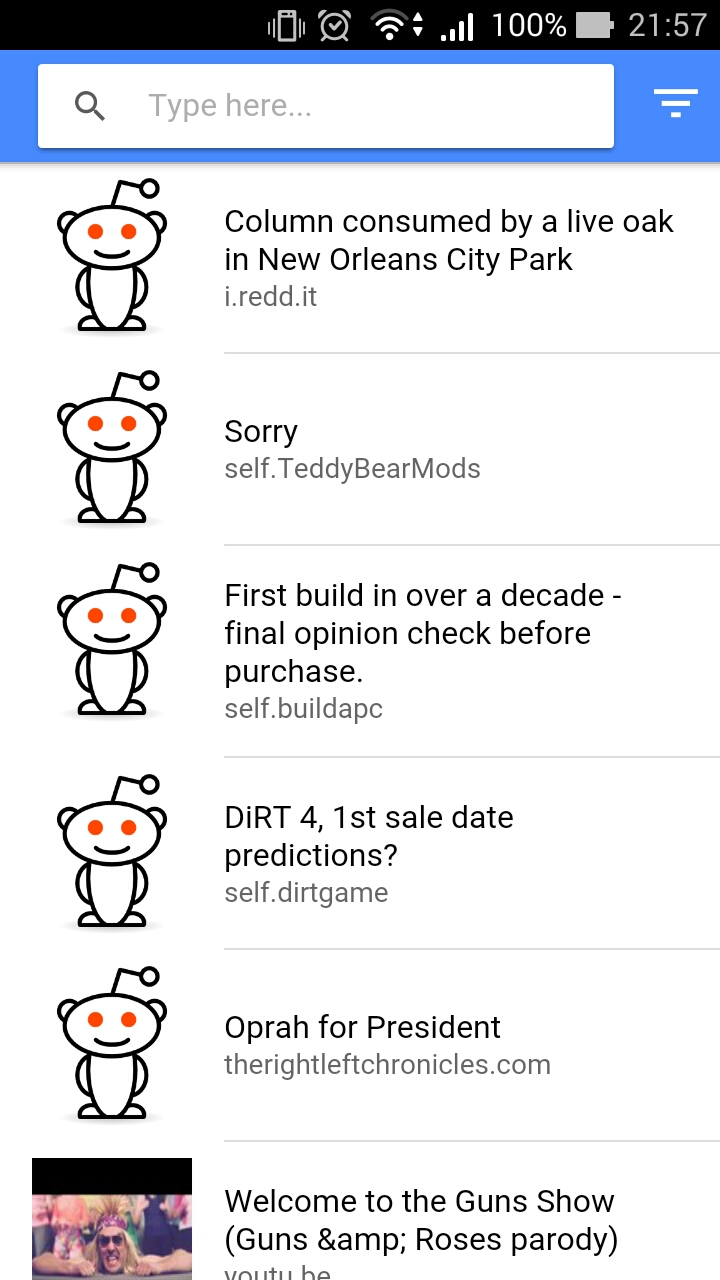 100% 21:57
Type here...
Column consumed by a live oak
in New Orleans City Park
i.redd.it
Sorry
self.TeddyBearMods
First build in over a decade -
final opinion check before
purchase.
self.buildapc
DiRT 4, 1st sale date
predictions?
self.dirtgame
Oprah for President
therightleftchronicles.com
Welcome to the Guns Show
(Guns &amp; Roses parody)
youtu.be